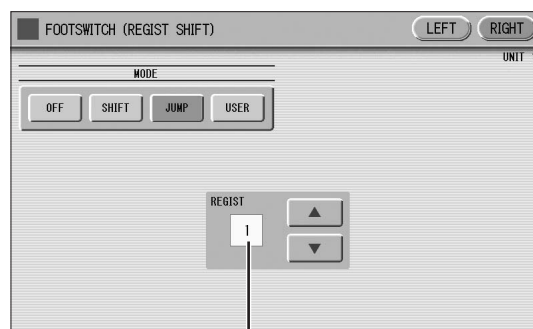 FOOTSWITCH (REGIST SHIFT) LEFT RIGHT
UNIT
MODE
OFF SHIFT JUMP USER
REGIST
1